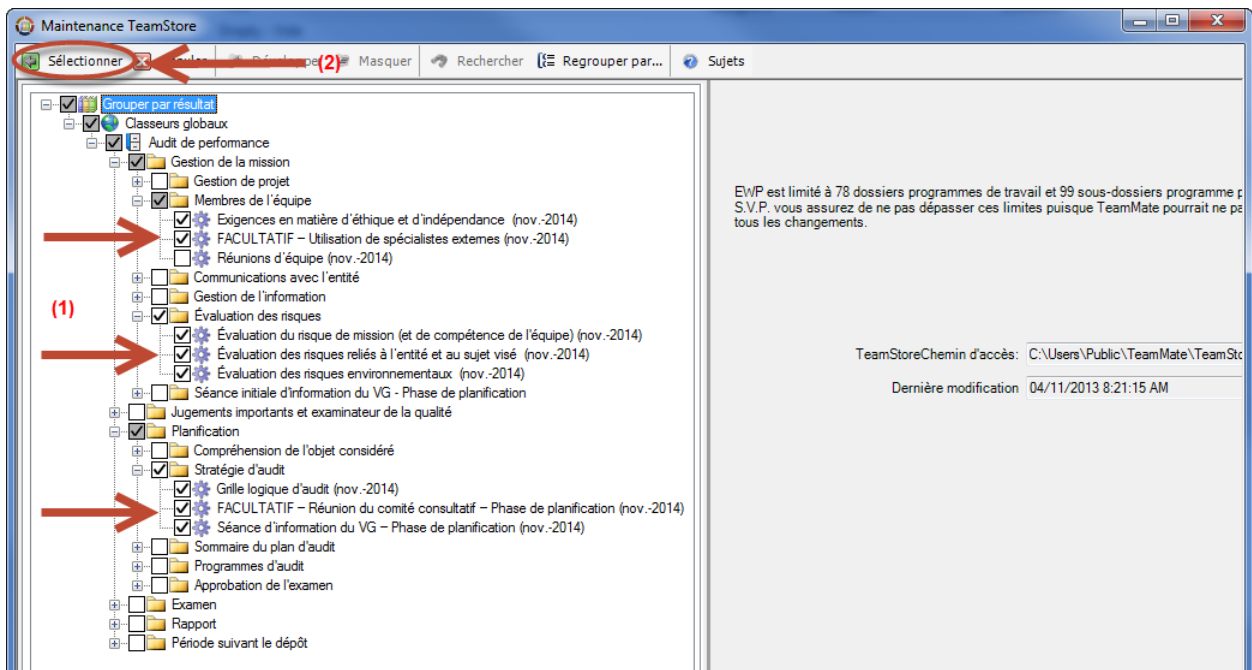 Maintenance TeamStore
Sélectionner (2) Masquer Rechercher Regrouper par... Sujets
Grouper par résultat
Classeurs globaux
Audit de performance
Gestion de la mission
Gestion de projet
Membres de l'équipe
Exigences en matière d'éthique et d'indépendance (nov.-2014)
FACULTATIF – Utilisation de spécialistes externes (nov.-2014)
Réunions d'équipe (nov.-2014)
Communications avec l'entité
Gestion de l'information
(1)
Évaluation des risques
Évaluation du risque de mission (et de compétence de l'équipe) (nov.-2014)
Évaluation des risques reliés à l'entité et au sujet visé (nov.-2014)
Évaluation des risques environnementaux (nov.-2014)
Séance initiale d'information du VG - Phase de planification
Jugements importants et examinateur de la qualité
Planification
Compréhension de l'objet considéré
Stratégie d'audit
Grille logique d'audit (nov.-2014)
FACULTATIF – Réunion du comité consultatif – Phase de planification (nov.-2014)
Séance d'information du VG – Phase de planification (nov.-2014)
Sommaire du plan d'audit
Programmes d'audit
Approbation de l'examen
Examen
Rapport
Période suivant le dépôt
EWP est limité à 78 dossiers programmes de travail et 99 sous-dossiers programme
S.V.P. vous assurez de ne pas dépasser ces limites puisque TeamMate pourrait ne
tous les changements.
TeamStoreChemin d'accès: C:\Users\Public\TeamMate\TeamSto
Dernière modification 04/11/2013 8:21:15 AM